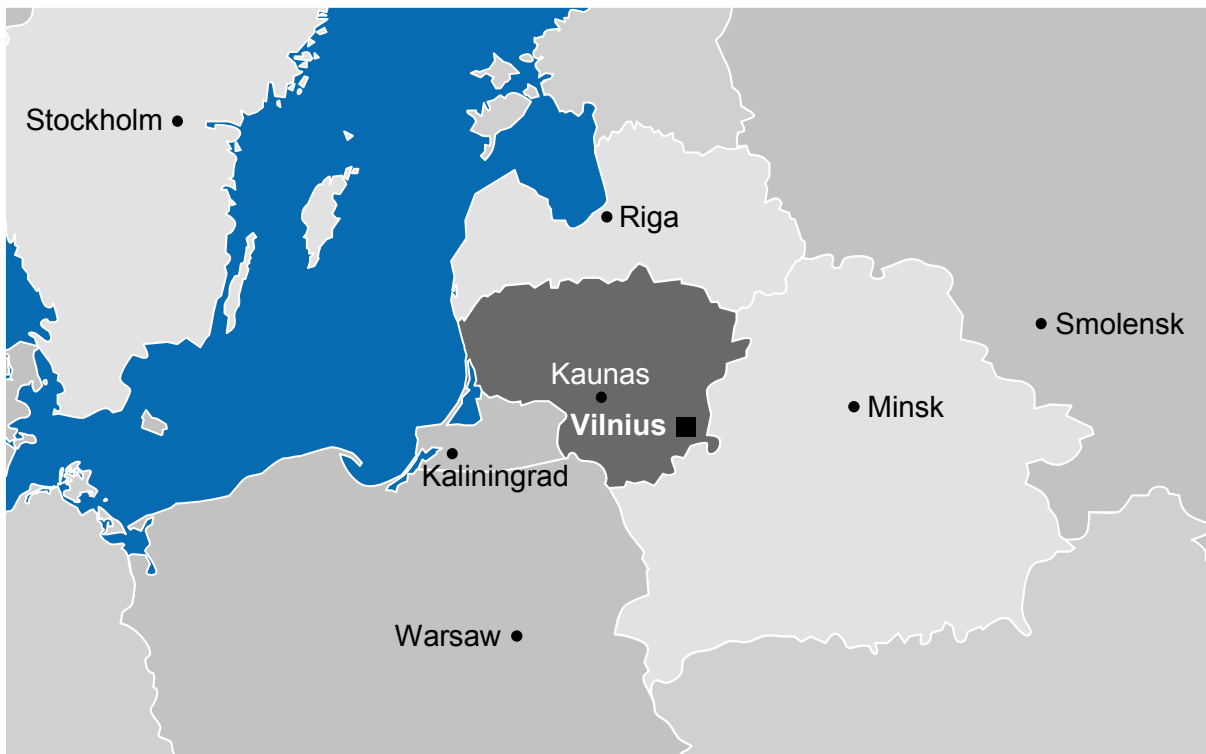 Stockholm
Riga
Smolensk
Kaunas
Minsk
Vilnius
Kaliningrad
Warsaw